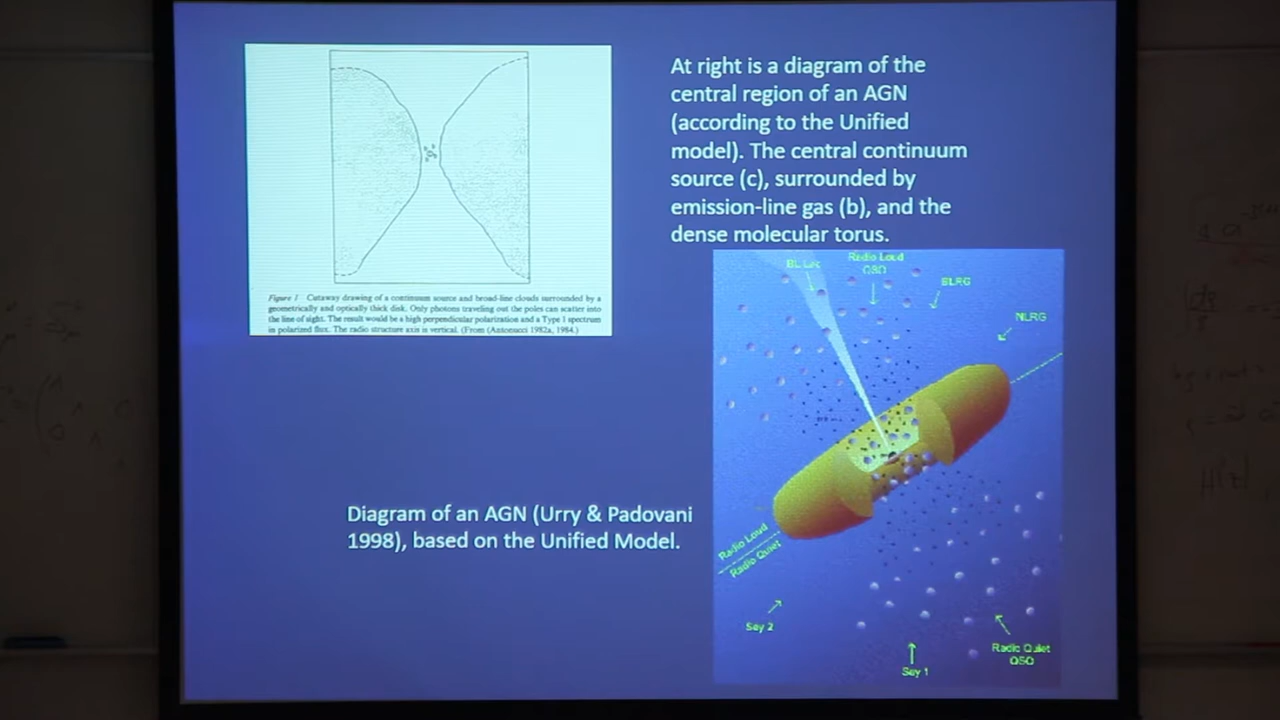 At right is a diagram of the
central region of an AGN
(according to the Unified
model). The central continuum
source (c), surrounded by
emission-line gas (b), and the
dense molecular torus.
Figure 1 Cutaway drawing of a continuum source and broad-line clouds surrounded by a
geometrically and optically thick disk. Only photons traveling out the poles can scatter into
the line of sight. The result would be a high perpendicular polarization and a Type 1 spectrum
in polarized flux. The radio structure axis is vertical. (From (Antonucci 1982a, 1984.)
BL Lac
Radio Loud
QSO
BLRG
NLRG
Diagram of an AGN (Urry & Padovani
1998), based on the Unified Model.
Radio Loud
Radio Quiet
Sey 2
Sey 1
Radio Quiet
QSO